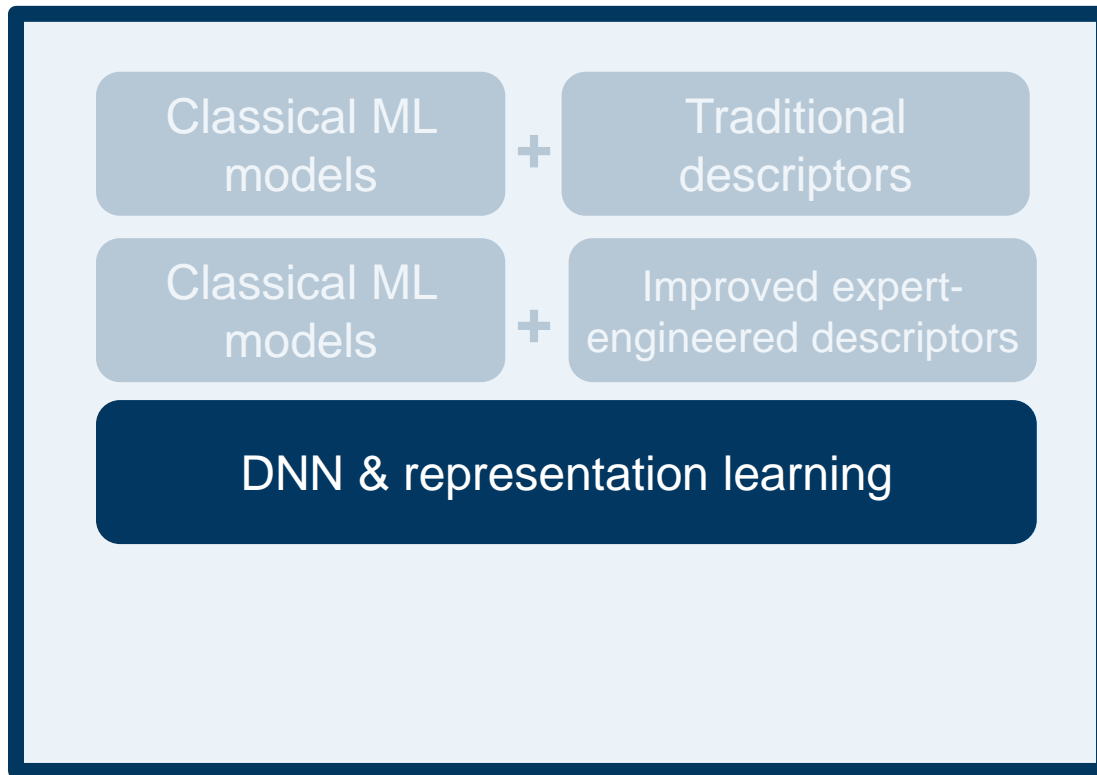 Classical ML
models
+
Traditional
descriptors
Classical ML
models
+
Improved expert-
engineered descriptors
DNN & representation learning